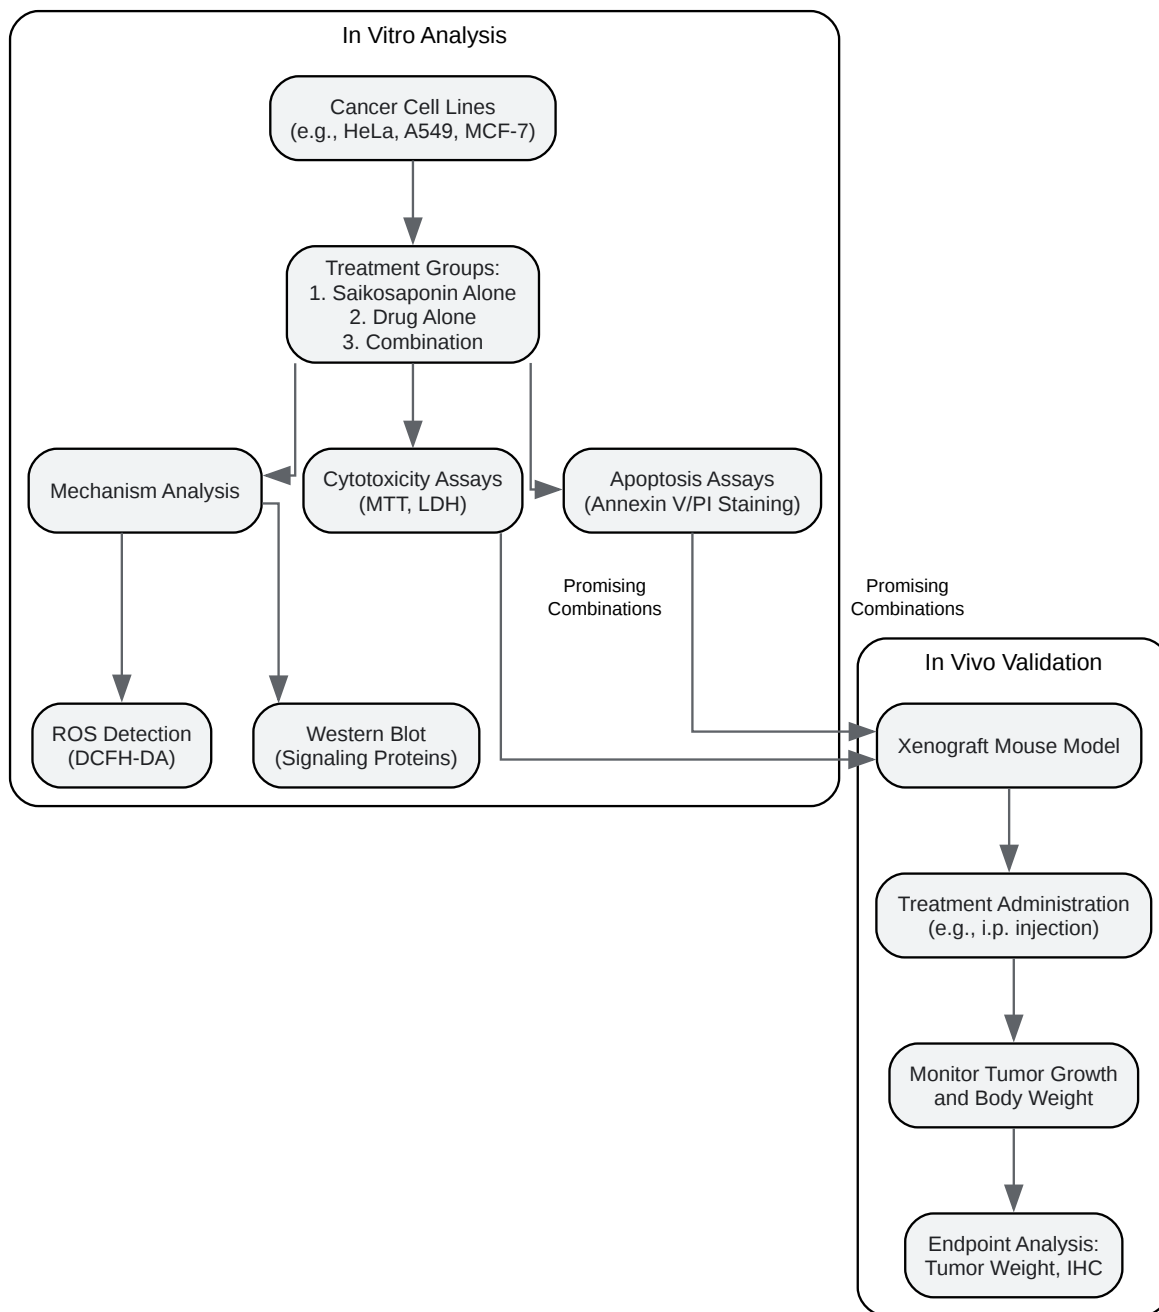 In Vitro Analysis
Cancer Cell Lines
(e.g., HeLa, A549, MCF-7)
Treatment Groups:
1. Saikosaponin Alone
2. Drug Alone
3. Combination
Mechanism Analysis
Cytotoxicity Assays
(MTT, LDH)
Apoptosis Assays
(Annexin V/PI Staining)
Promising
Combinations
Promising
Combinations
ROS Detection
(DCFH-DA)
Western Blot
(Signaling Proteins)
In Vivo Validation
Xenograft Mouse Model
Treatment Administration
(e.g., i.p. injection)
Monitor Tumor Growth
and Body Weight
Endpoint Analysis:
Tumor Weight, IHC